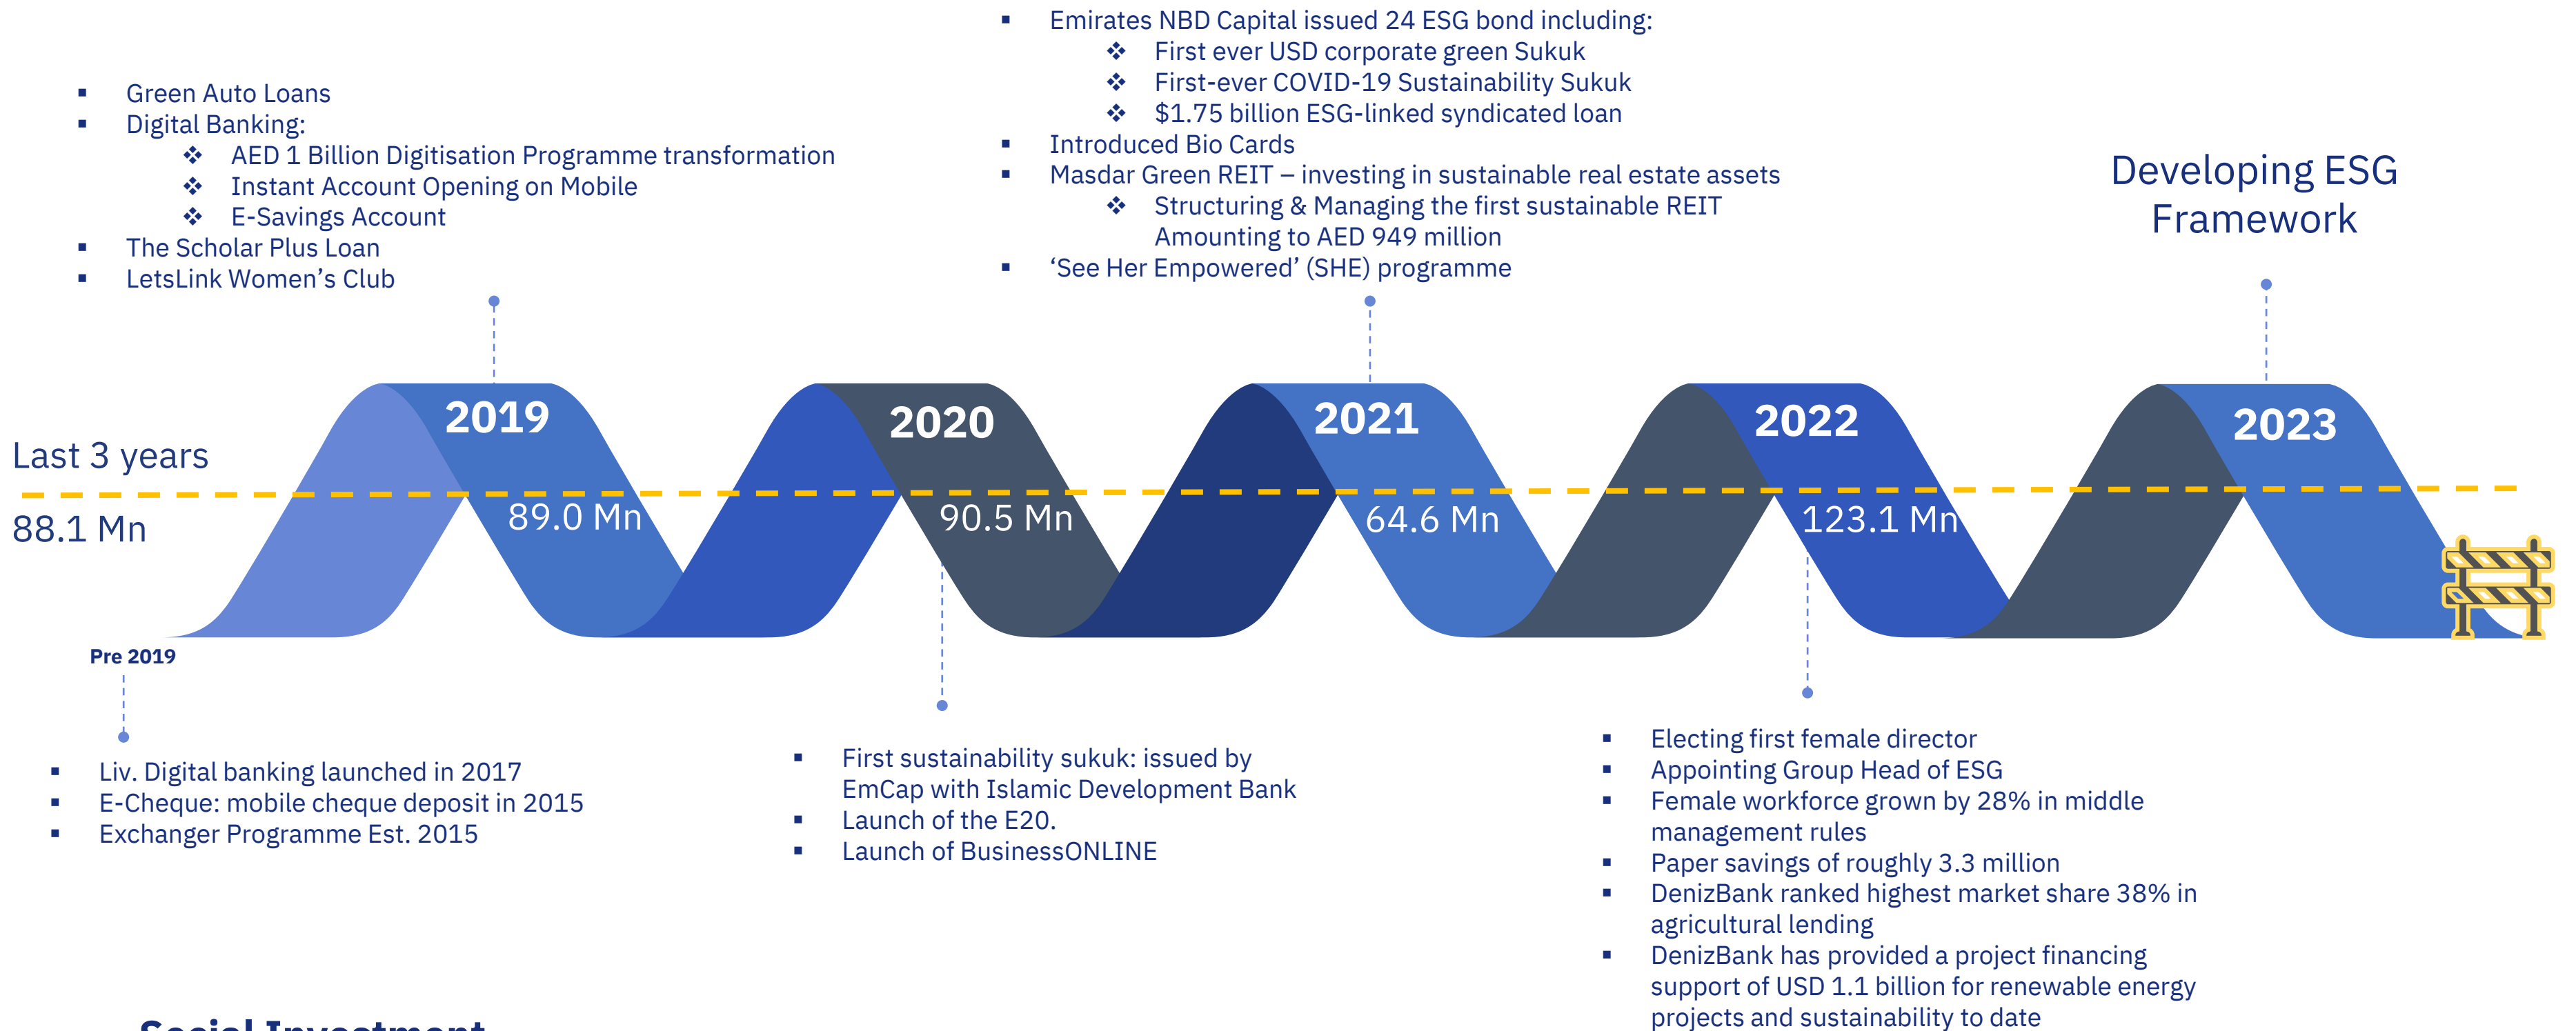 Emirates NBD Capital issued 24 ESG bond including:
First ever USD corporate green Sukuk
First-ever COVID-19 Sustainability Sukuk
$1.75 billion ESG-linked syndicated loan
Introduced Bio Cards
Masdar Green REIT – investing in sustainable real estate assets
Structuring & Managing the first sustainable REIT
Amounting to AED 949 million
‘See Her Empowered’ (SHE) programme
Green Auto Loans
Digital Banking:
AED 1 Billion Digitisation Programme transformation
Instant Account Opening on Mobile
E-Savings Account
The Scholar Plus Loan
LetsLink Women’s Club
Developing ESG
Framework
2019
2020
2021
2022
2023
Last 3 years
88.1 Mn
89.0 Mn
90.5 Mn
64.6 Mn
123.1 Mn
Pre 2019
Liv. Digital banking launched in 2017
E-Cheque: mobile cheque deposit in 2015
Exchanger Programme Est. 2015
First sustainability sukuk: issued by
EmCap with Islamic Development Bank
Launch of the E20.
Launch of BusinessONLINE
Electing first female director
Appointing Group Head of ESG
Female workforce grown by 28% in middle
management rules
Paper savings of roughly 3.3 million
DenizBank ranked highest market share 38% in
agricultural lending
DenizBank has provided a project financing
support of USD 1.1 billion for renewable energy
projects and sustainability to date
Social Investment